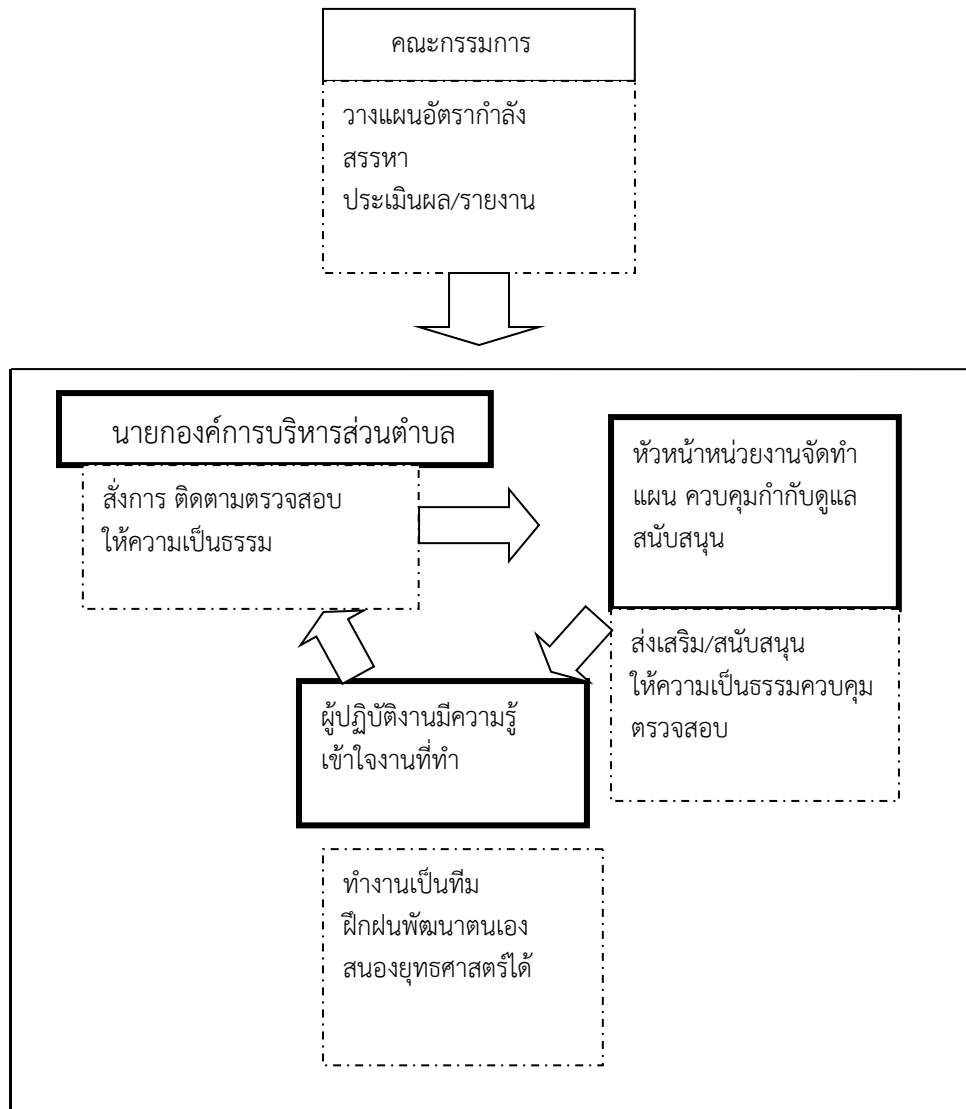 คณะกรรมการ
วางแผนอัตรากำลัง
สรรหา
ประเมินผล/รายงาน
นายกองค์การบริหารส่วนตำบล
สั่งการ ติดตามตรวจสอบ
ให้ความเป็นธรรม
หัวหน้าหน่วยงานจัดทำ
แผน ควบคุมกำกับดูแล
สนับสนุน
ส่งเสริม/สนับสนุน
ให้ความเป็นธรรมควบคุม
ตรวจสอบ
ผู้ปฏิบัติงานมีความรู้
เข้าใจงานที่ทำ
ทำงานเป็นทีม
ฝึกฝนพัฒนาตนเอง
สนองยุทธศาสตร์ได้